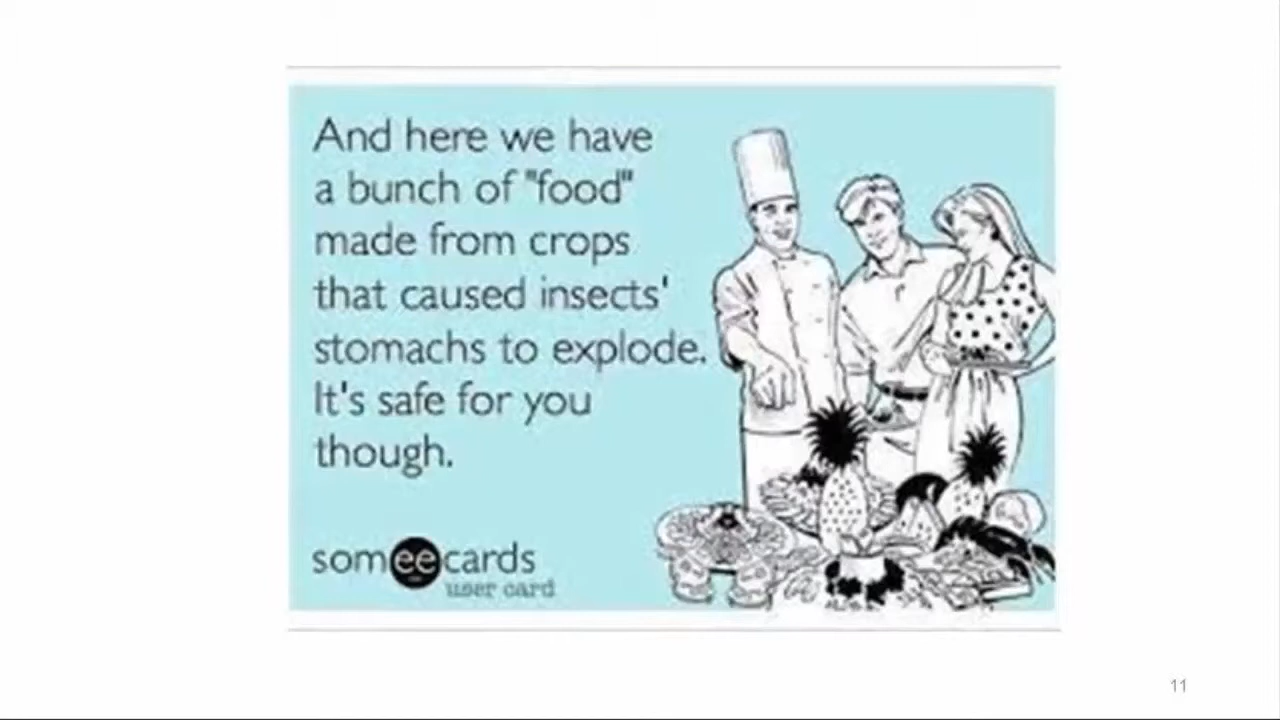 And here we have
a bunch of "food"
made from crops
that caused insects'
stomachs to explode.
It's safe for you
though.
someecards
user card
11